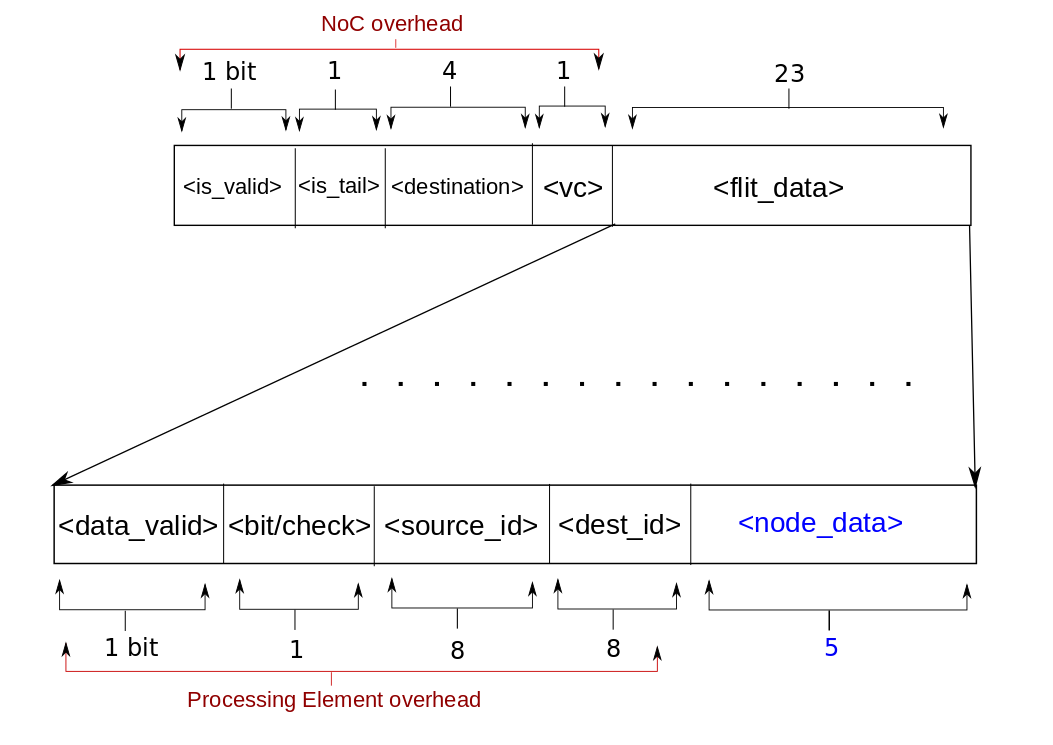 NoC overhead
1 bit 1 4 1 23
<is_valid> <is_tail> <destination> <vc> <flit_data>
<data_valid> <bit/check> <source_id> <dest_id> <node_data>
1 bit 1 8 8 5
Processing Element overhead